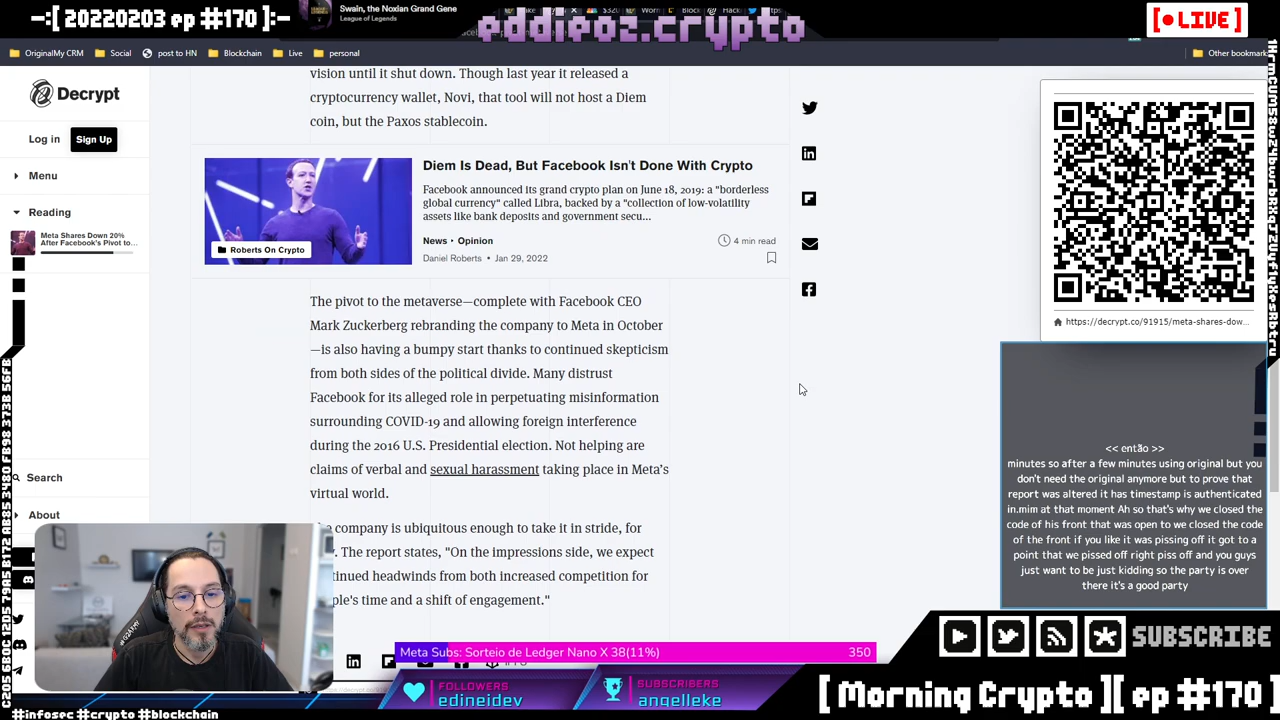 -:[ 20220203 ep #170 ]:-
Swain, the Noxian Grand Gene
League of Legends
eddieoz.crypto
[● LIVE]
OriginalMy CRM
Social
post to HN
Blockchain
Live
personal
Other bookmark
Decrypt
Log in
Sign Up
Menu
Reading
Meta Shares Down 20%
After Facebook's Pivot to...
Search
About
vision until it shut down. Though last year it released a
cryptocurrency wallet, Novi, that tool will not host a Diem
coin, but the Paxos stablecoin.
Roberts On Crypto
Diem Is Dead, But Facebook Isn't Done With Crypto
Facebook announced its grand crypto plan on June 18, 2019: a "borderless
global currency" called Libra, backed by a "collection of low-volatility
assets like bank deposits and government secu...
News • Opinion
4 min read
Daniel Roberts • Jan 29, 2022
The pivot to the metaverse—complete with Facebook CEO
Mark Zuckerberg rebranding the company to Meta in October
—is also having a bumpy start thanks to continued skepticism
from both sides of the political divide. Many distrust
Facebook for its alleged role in perpetuating misinformation
surrounding COVID-19 and allowing foreign interference
during the 2016 U.S. Presidential election. Not helping are
claims of verbal and sexual harassment taking place in Meta's
virtual world.
company is ubiquitous enough to take it in stride, for
The report states, "On the impressions side, we expect
tinued headwinds from both increased competition for
ple's time and a shift of engagement."
https://decrypt.co/91915/meta-shares-dow...
<< então >>
minutes so after a few minutes using original but you
don't need the original anymore but to prove that
report was altered it has timestamp is authenticated
in.mim at that moment Ah so that's why we closed the
code of his front that was open to we closed the code
of the front if you like it was pissing off it got to a
point that we pissed off right piss off and you guys
just want to be just kidding so the party is over
there it's a good party
SUBSCRIBE
Meta Subs: Sorteio de Ledger Nano X 38(11%)
350
FOLLOWERS
edineidev
SUBSCRIBERS
angelleke
[ Morning Crypto ][ ep #170 ]
#infosec #crypto #blockchain